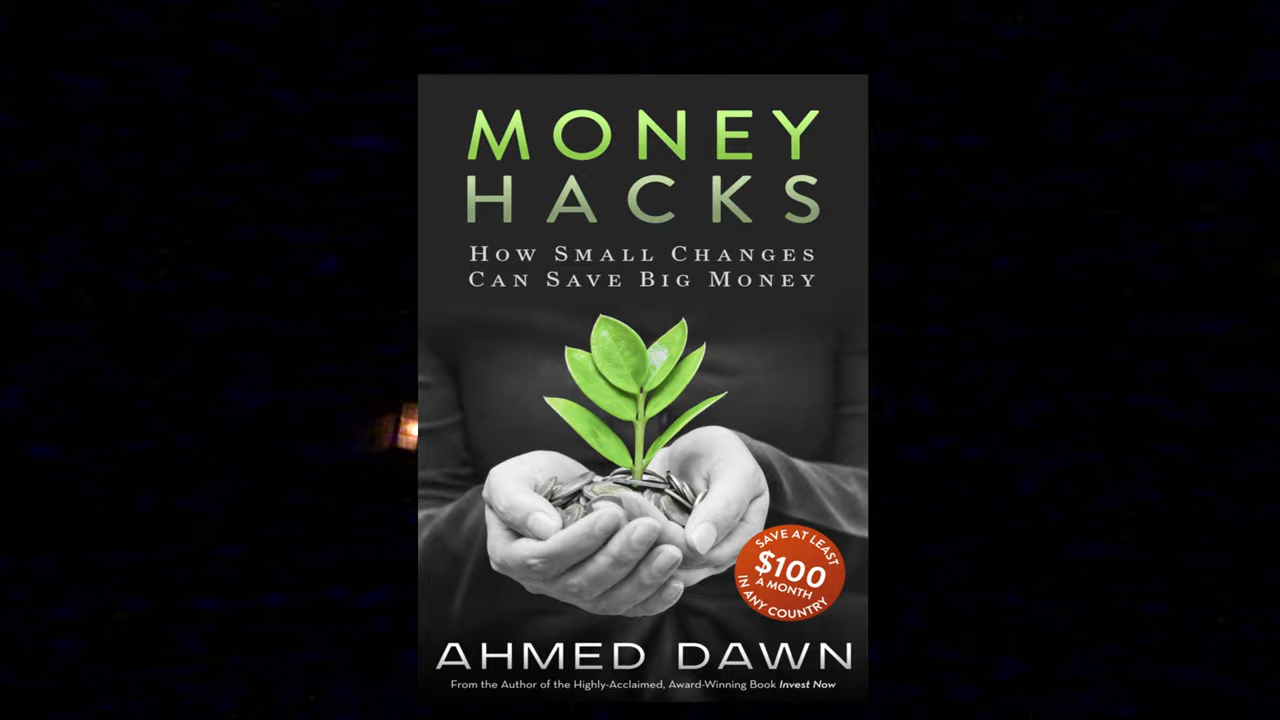 MONEY
HACKS
How Small Changes
Can Save Big Money
SAVE AT LEAST
$100
A MONTH
IN ANY COUNTRY
AHMED DAWN
From the Author of the Highly-Acclaimed, Award-Winning Book Invest Now